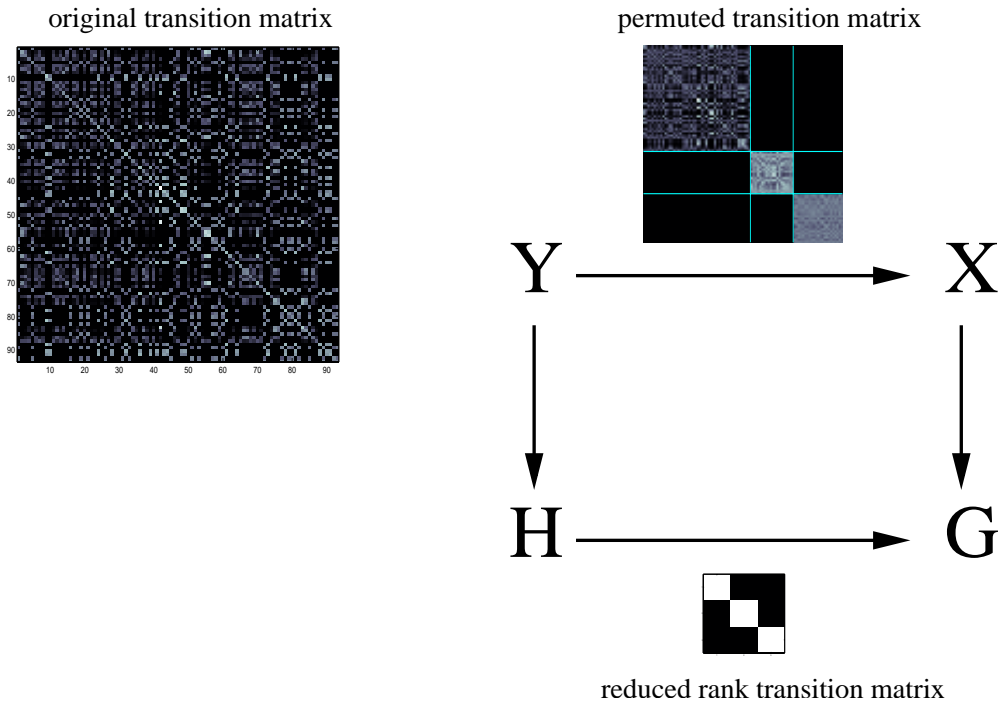 original transition matrix
permuted transition matrix
10
20
30
40
50
60
70
80
90
10 20 30 40 50 60 70 80 90
Y X
H G
reduced rank transition matrix